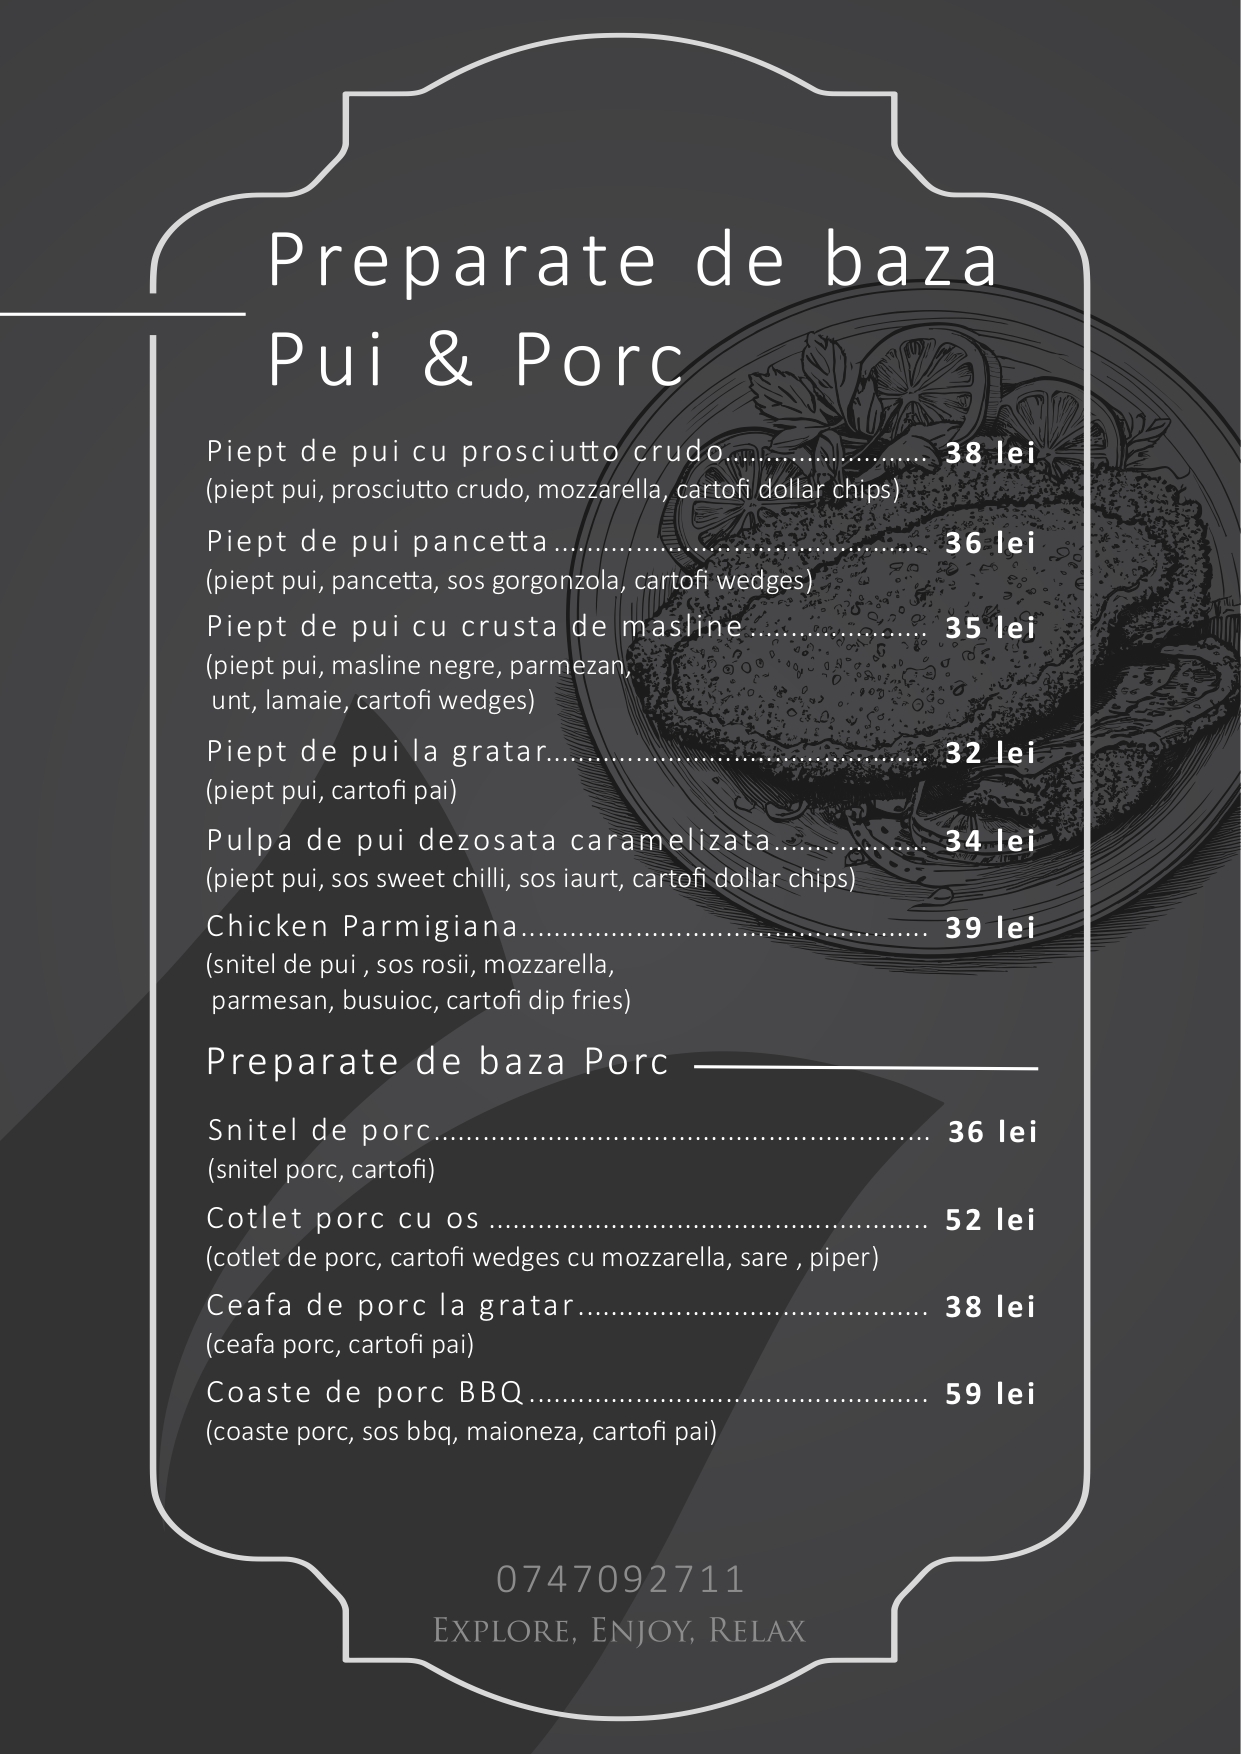 Preparate de baza
Pui & Porc
Piept de pui cu prosciutto crudo........................ 38 lei
(piept pui, prosciutto crudo, mozzarella, cartofi dollar chips)
Piept de pui pancetta............................................. 36 lei
(piept pui, pancetta, sos gorgonzola, cartofi wedges)
Piept de pui cu crusta de masline..................... 35 lei
(piept pui, masline negre, parmezan,
unt, lamaie, cartofi wedges)
Piept de pui la gratar.............................................. 32 lei
(piept pui, cartofi pai)
Pulpa de pui dezosata caramelizata.................. 34 lei
(piept pui, sos sweet chilli, sos iaurt, cartofi dollar chips)
Chicken Parmigiana................................................. 39 lei
(snitel de pui , sos rosii, mozzarella,
parmesan, busuioc, cartofi dip fries)
Preparate de baza Porc
Snitel de porc............................................................ 36 lei
(snitel porc, cartofi)
Cotlet porc cu os ..................................................... 52 lei
(cotlet de porc, cartofi wedges cu mozzarella, sare , piper)
Ceafa de porc la gratar.......................................... 38 lei
(ceafa porc, cartofi pai)
Coaste de porc BBQ................................................ 59 lei
(coaste porc, sos bbq, maioneza, cartofi pai)
0747092711
Explore, Enjoy, Relax